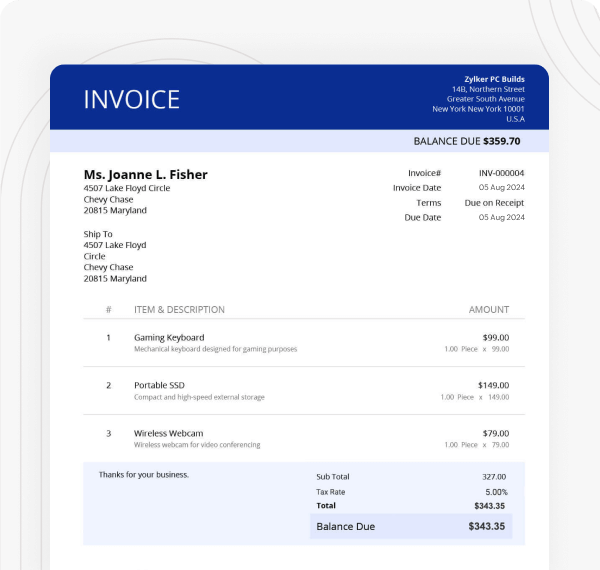 INVOICE
Zylker PC Builds
14B, Northern Street
Greater South Avenue
New York New York 10001
U.S.A
BALANCE DUE $359.70
Ms. Joanne L. Fisher
4507 Lake Floyd Circle
Chevy Chase
20815 Maryland
Invoice# INV-000004
Invoice Date 05 Aug 2024
Terms Due on Receipt
Due Date 05 Aug 2024
Ship To
4507 Lake Floyd
Circle
Chevy Chase
20815 Maryland
# ITEM & DESCRIPTION AMOUNT
1 Gaming Keyboard $99.00
Mechanical keyboard designed for gaming purposes 1.00 Piece x 99.00
2 Portable SSD $149.00
Compact and high-speed external storage 1.00 Piece x 149.00
3 Wireless Webcam $79.00
Wireless webcam for video conferencing 1.00 Piece x 79.00
Thanks for your business.
Sub Total 327.00
Tax Rate 5.00%
Total $343.35
Balance Due $343.35